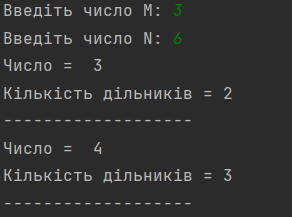 Введіть число M: 3
Введіть число N: 6
Число =  3
Кількість дільників = 2
-------------------
Число =  4
Кількість дільників = 3
-------------------